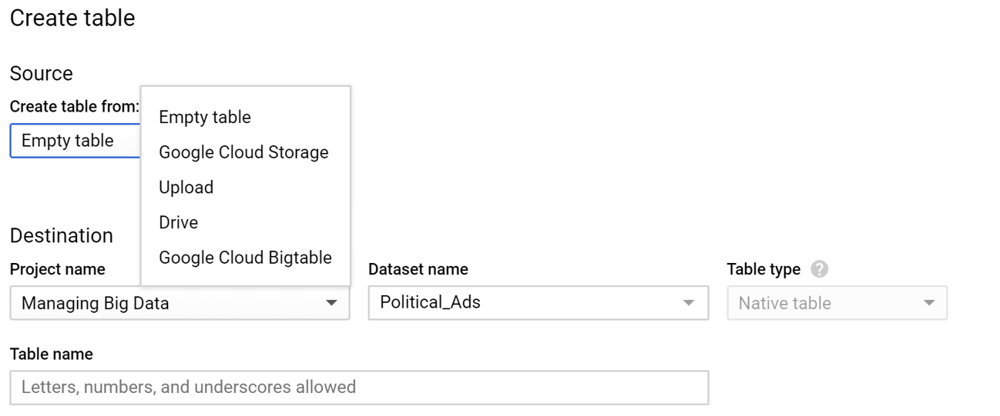 Create table
Source
Create table from:
Empty table
Empty table
Google Cloud Storage
Upload
Drive
Google Cloud Bigtable
Destination
Project name
Dataset name
Table type ?
Managing Big Data
Political_Ads
Native table
Table name
Letters, numbers, and underscores allowed